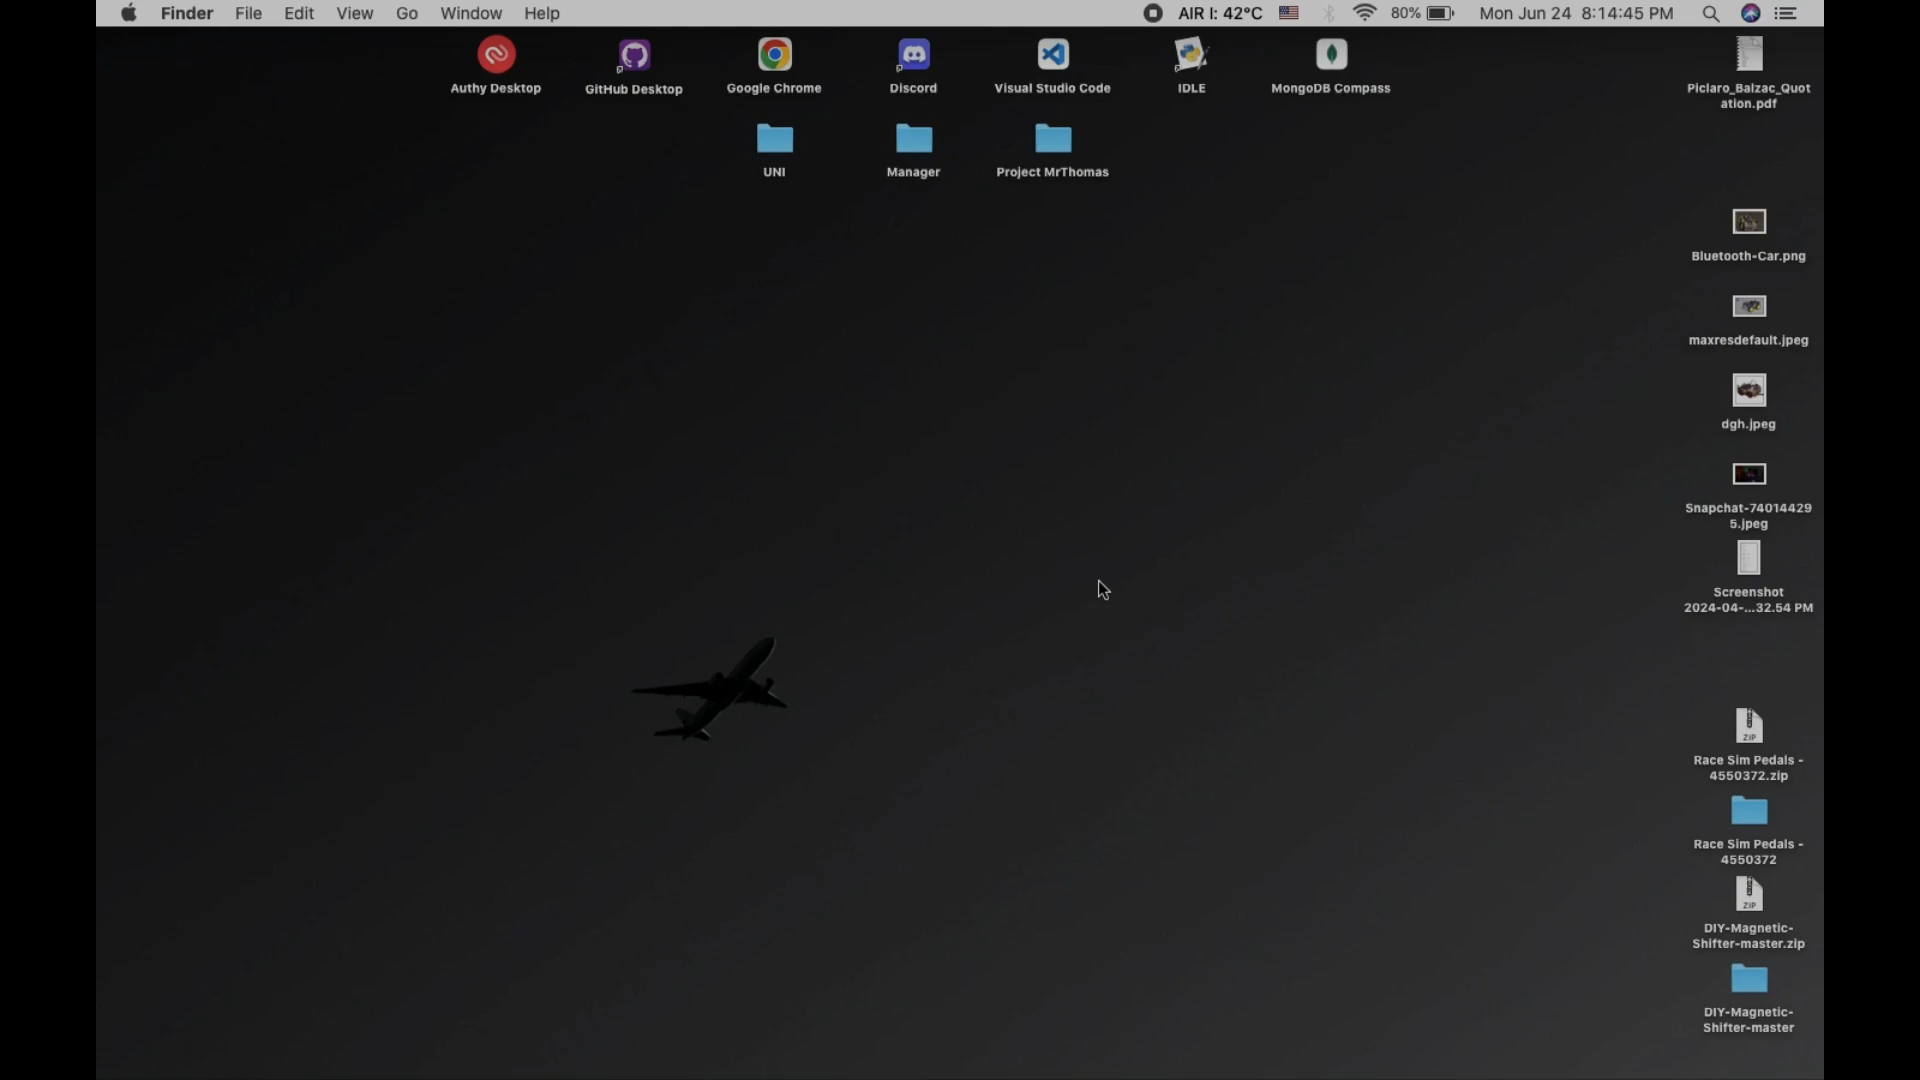 Finder File Edit View Go Window Help AIR I: 42°C 80% Mon Jun 24 8:14:45 PM
Authy Desktop
GitHub Desktop
Google Chrome
Discord
Visual Studio Code
IDLE
MongoDB Compass
Piclaro_Balzac_Quot
ation.pdf
UNI
Manager
Project MrThomas
Bluetooth-Car.png
maxresdefault.jpeg
dgh.jpeg
Snapchat-74014429
5.jpeg
Screenshot
2024-04-...32.54 PM
ZIP
Race Sim Pedals -
4550372.zip
Race Sim Pedals -
4550372
ZIP
DIY-Magnetic-
Shifter-master.zip
DIY-Magnetic-
Shifter-master